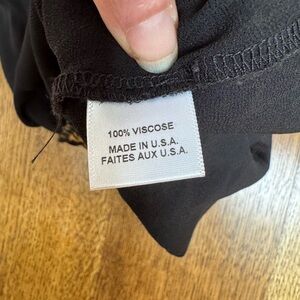 100% VISCOSE
MADE IN U.S.A.
FAITES AUX U.S.A.